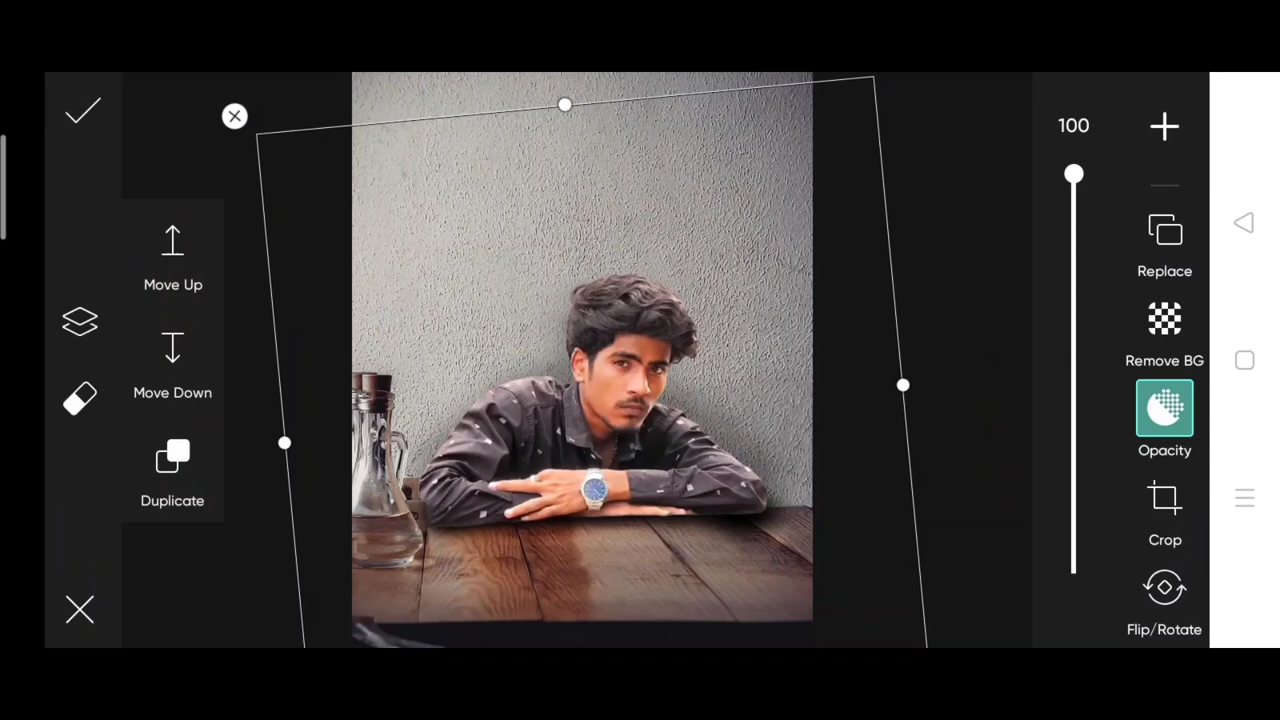 Move Up
Move Down
Duplicate
100
Replace
Remove BG
Opacity
Crop
Flip/Rotate